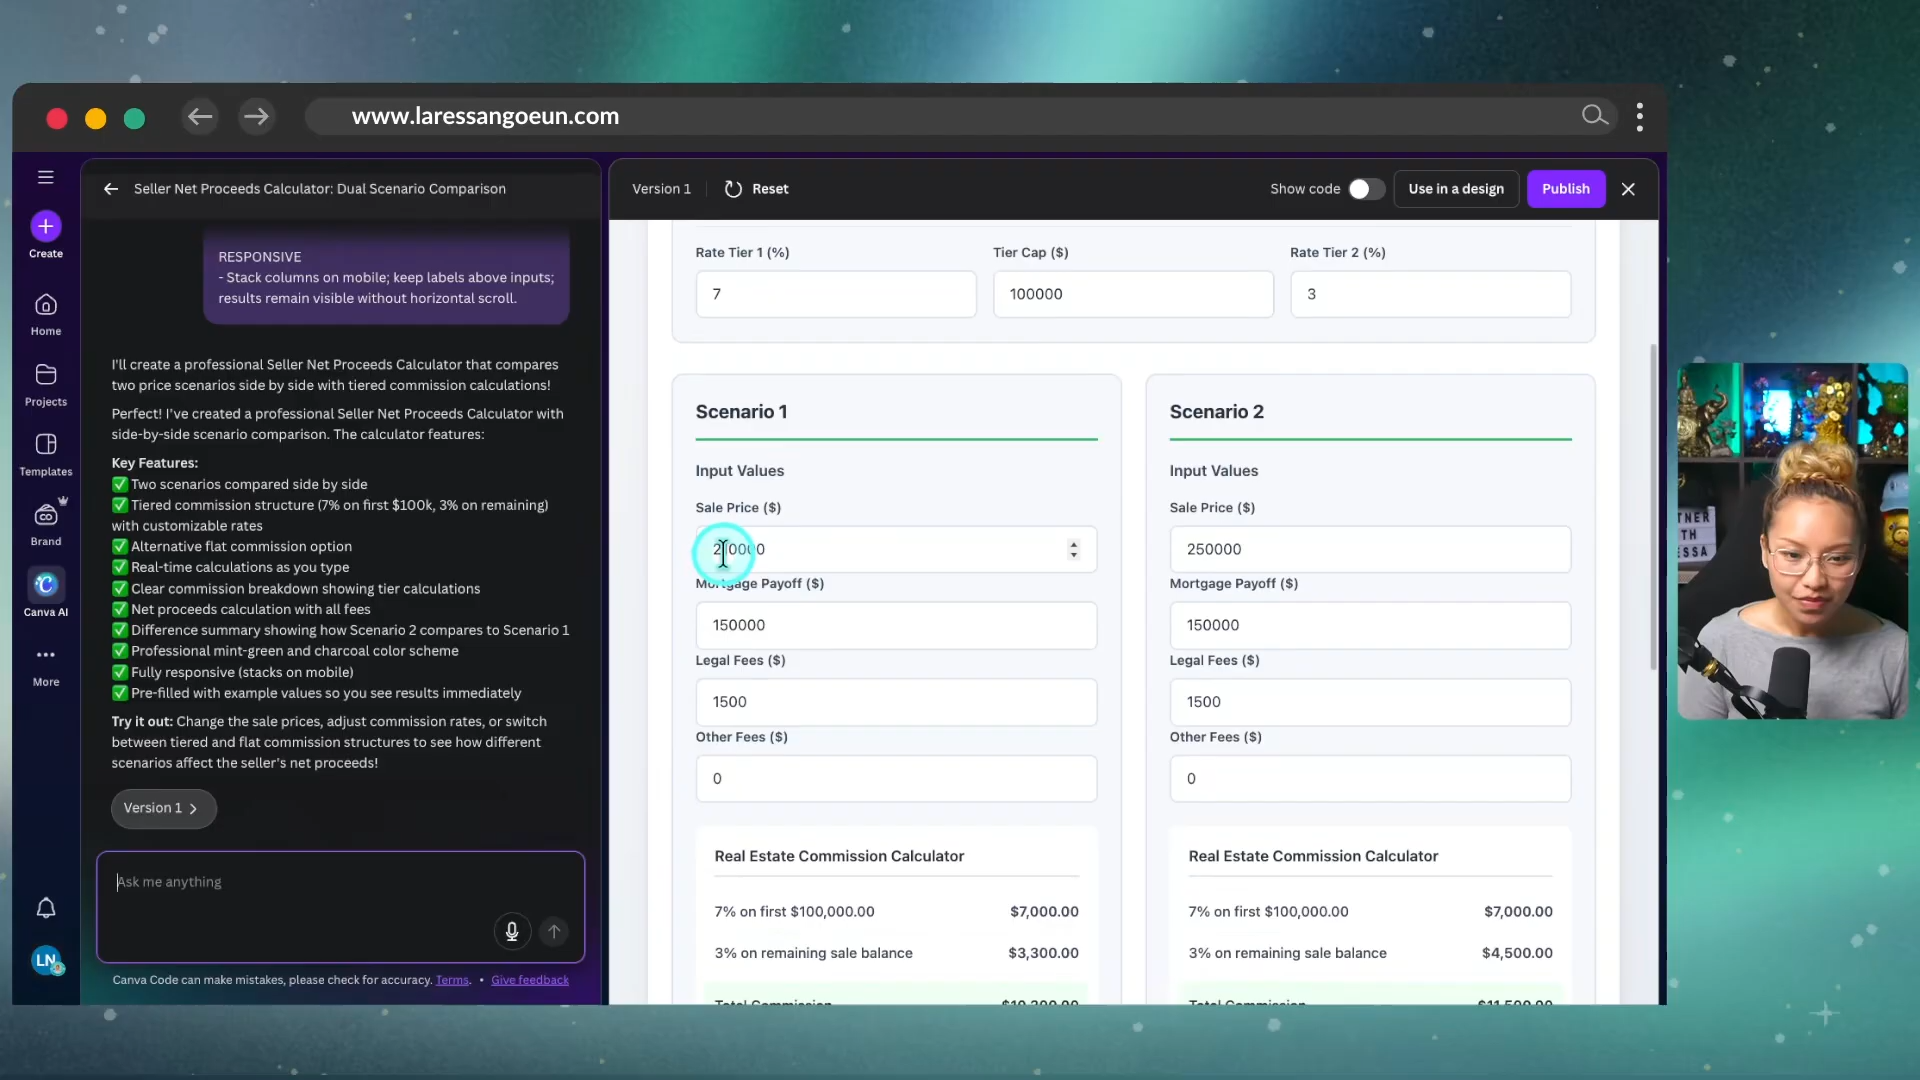 www.laressangoeun.com
Create
Home
Projects
Templates
Brand
Canva AI
More
LN
Seller Net Proceeds Calculator: Dual Scenario Comparison
RESPONSIVE
- Stack columns on mobile; keep labels above inputs;
results remain visible without horizontal scroll.
I'll create a professional Seller Net Proceeds Calculator that compares
two price scenarios side by side with tiered commission calculations!
Perfect! I've created a professional Seller Net Proceeds Calculator with
side-by-side scenario comparison. The calculator features:
Key Features:
✅ Two scenarios compared side by side
✅ Tiered commission structure (7% on first $100k, 3% on remaining)
with customizable rates
✅ Alternative flat commission option
✅ Real-time calculations as you type
✅ Clear commission breakdown showing tier calculations
✅ Net proceeds calculation with all fees
✅ Difference summary showing how Scenario 2 compares to Scenario 1
✅ Professional mint-green and charcoal color scheme
✅ Fully responsive (stacks on mobile)
✅ Pre-filled with example values so you see results immediately
Try it out: Change the sale prices, adjust commission rates, or switch
between tiered and flat commission structures to see how different
scenarios affect the seller's net proceeds!
Version 1
Ask me anything
Canva Code can make mistakes, please check for accuracy. Terms. • Give feedback
Version 1 Reset Show code Use in a design Publish
Rate Tier 1 (%) Tier Cap ($) Rate Tier 2 (%)
7 100000 3
Scenario 1
Input Values
Sale Price ($)
Mortgage Payoff ($)
150000
Legal Fees ($)
1500
Other Fees ($)
0
Real Estate Commission Calculator
7% on first $100,000.00 $7,000.00
3% on remaining sale balance $3,300.00
Total Commission $10,300.00
Scenario 2
Input Values
Sale Price ($)
250000
Mortgage Payoff ($)
150000
Legal Fees ($)
1500
Other Fees ($)
0
Real Estate Commission Calculator
7% on first $100,000.00 $7,000.00
3% on remaining sale balance $4,500.00
Total Commission $11,500.00